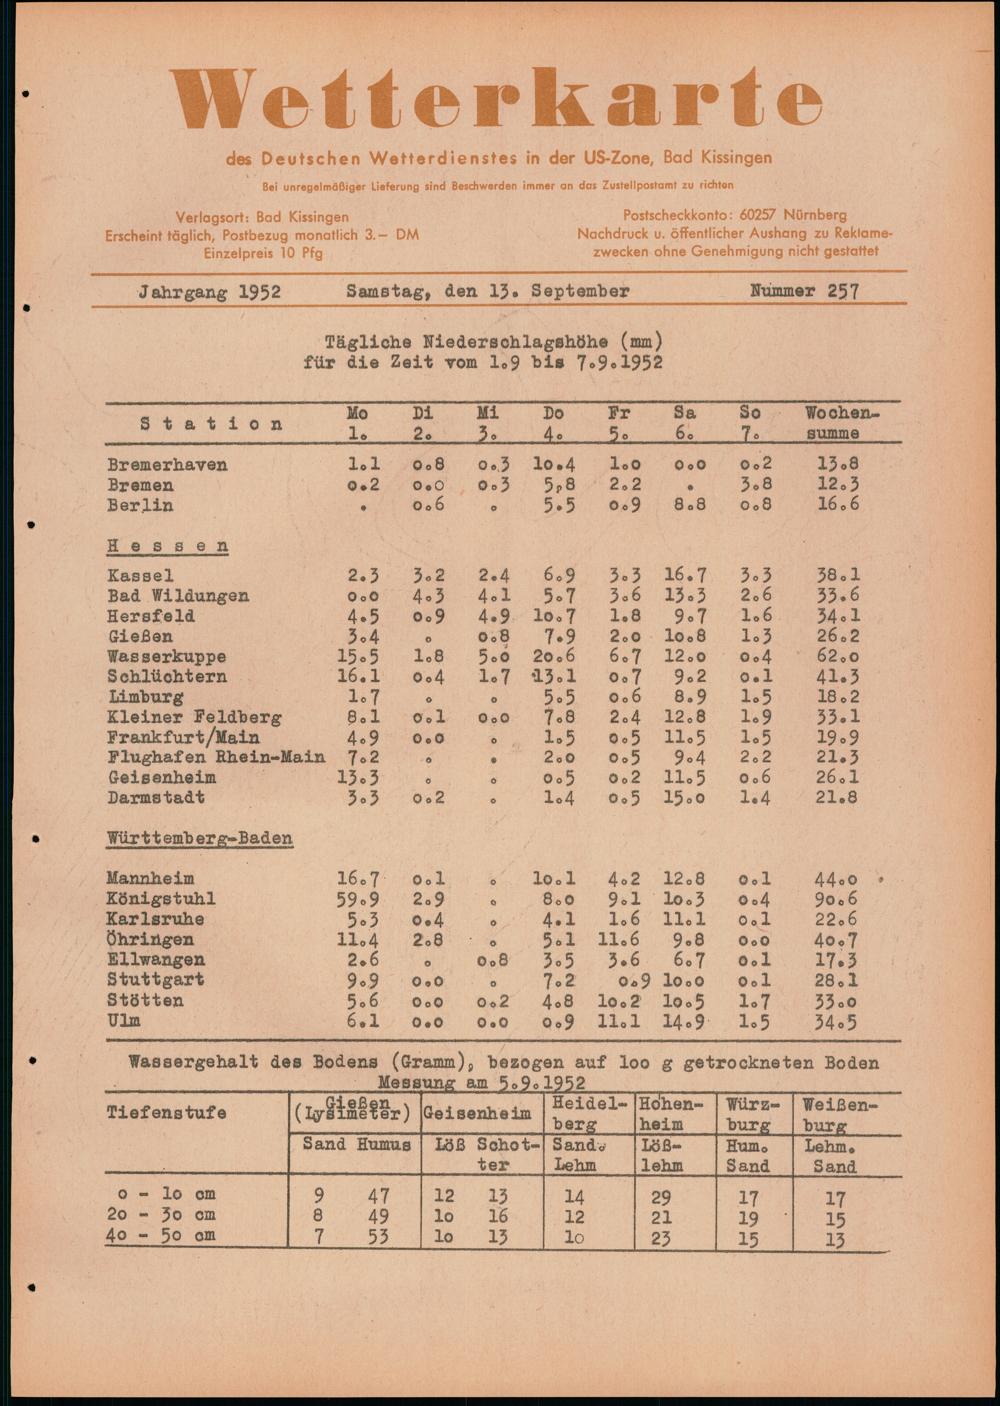 Wetterkarte
des Deutschen Wetterdienstes in der US-Zone, Bad Kissingen
Bei unregelmäßiger Lieferung sind Beschwerden immer an das Zustellpostamt zu richten
Verlagsort: Bad Kissingen
Erscheint täglich, Postbezug monatlich 3.— DM
Einzelpreis 10 Pfg
Postscheckkonto: 60257 Nürnberg
Nachdruck u. öffentlicher Aushang zu Reklame-
zwecken ohne Genehmigung nicht gestattet
Jahrgang 1952 Samstag, den 13. September Nummer 257
Tägliche Niederschlagshöhe (mm)
für die Zeit vom 1.9 bis 7.9.1952
Station Mo Di Mi Do Fr Sa So Wochen-
1. 2. 3. 4. 5. 6. 7. summe
Bremerhaven 1.1 0.8 0.3 10.4 1.0 0.0 0.2 13.8
Bremen 0.2 0.0 0.3 5,8 2.2 . 3.8 12.3
Berlin . 0.6 . 5.5 0.9 8.8 0.8 16.6
Hessen
Kassel 2.3 3.2 2.4 6.9 3.3 16.7 3.3 38.1
Bad Wildungen 0.0 4.3 4.1 5.7 3.6 13.3 2.6 33.6
Hersfeld 4.5 0.9 4.9 10.7 1.8 9.7 1.6 34.1
Gießen 3.4 . 0.8 7.9 2.0 10.8 1.3 26.2
Wasserkuppe 15.5 1.8 5.0 20.6 6.7 12.0 0.4 62.0
Schlüchtern 16.1 0.4 1.7 13.1 0.7 9.2 0.1 41.3
Limburg 1.7 . . 5.5 0.6 8.9 1.5 18.2
Kleiner Feldberg 8.1 0.1 0.0 7.8 2.4 12.8 1.9 33.1
Frankfurt/Main 4.9 0.0 . 1.5 0.5 11.5 1.5 19.9
Flughafen Rhein-Main 7.2 . . 2.0 0.5 9.4 2.2 21.3
Geisenheim 13.3 . . 0.5 0.2 11.5 0.6 26.1
Darmstadt 3.3 0.2 . 1.4 0.5 15.0 1.4 21.8
Württemberg-Baden
Mannheim 16.7 0.1 . 10.1 4.2 12.8 0.1 44.0
Königstuhl 59.9 2.9 . 8.0 9.1 10.3 0.4 90.6
Karlsruhe 5.3 0.4 . 4.1 1.6 11.1 0.1 22.6
Öhringen 11.4 2.8 . 5.1 11.6 9.8 0.0 40.7
Ellwangen 2.6 . 0.8 3.5 3.6 6.7 0.1 17.3
Stuttgart 9.9 0.0 . 7.2 0.9 10.0 0.1 28.1
Stötten 5.6 0.0 0.2 4.8 10.2 10.5 1.7 33.0
Ulm 6.1 0.0 0.0 0.9 11.1 14.9 1.5 34.5
Wassergehalt des Bodens (Gramm), bezogen auf 100 g getrockneten Boden
Messung am 5.9.1952
Tiefenstufe Gießen (Lysimeter) Geisenheim Heidel- Hohen- Würz- Weißen-
berg heim burg burg
Sand Humus Löß Schot- Sand. Löß- Hum. Lehm.
ter Lehm lehm Sand Sand
0 - 10 cm 9 47 12 13 14 29 17 17
20 - 30 cm 8 49 10 16 12 21 19 15
40 - 50 cm 7 53 10 13 10 23 15 13